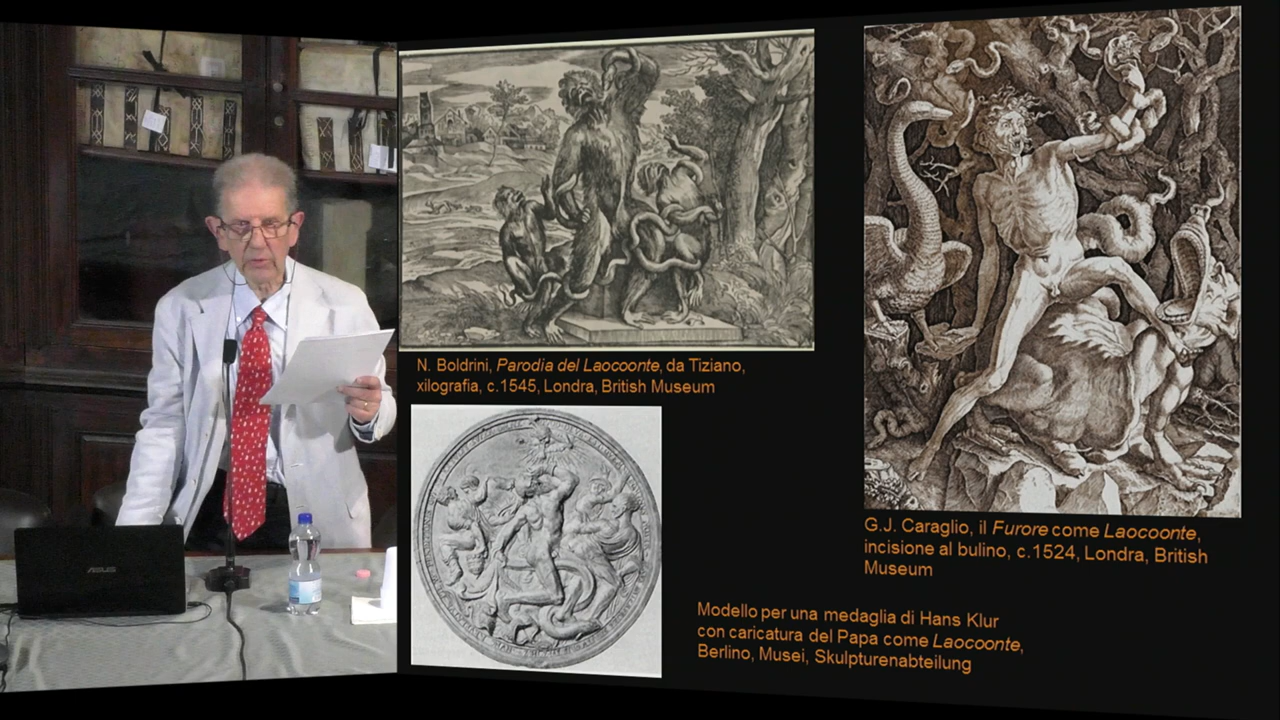 N. Boldrini, Parodia del Laocoonte, da Tiziano,
xilografia, c.1545, Londra, British Museum
G.J. Caraglio, il Furore come Laocoonte,
incisione al bulino, c.1524, Londra, British
Museum
Modello per una medaglia di Hans Klur
con caricatura del Papa come Laocoonte,
Berlino, Musei, Skulpturenabteilung
ASUS